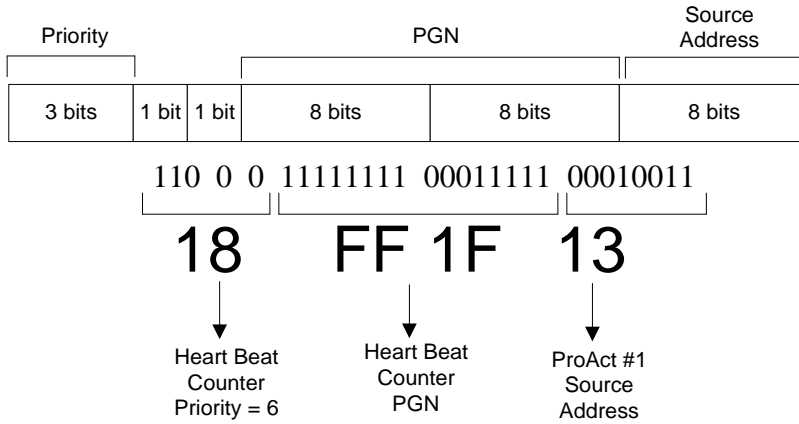 Priority
PGN
Source
Address
3 bits
1 bit
1 bit
8 bits
8 bits
8 bits
110 0 0 11111111 00011111 00010011
18 FF 1F 13
Heart Beat
Counter
Priority = 6
Heart Beat
Counter
PGN
ProAct #1
Source
Address